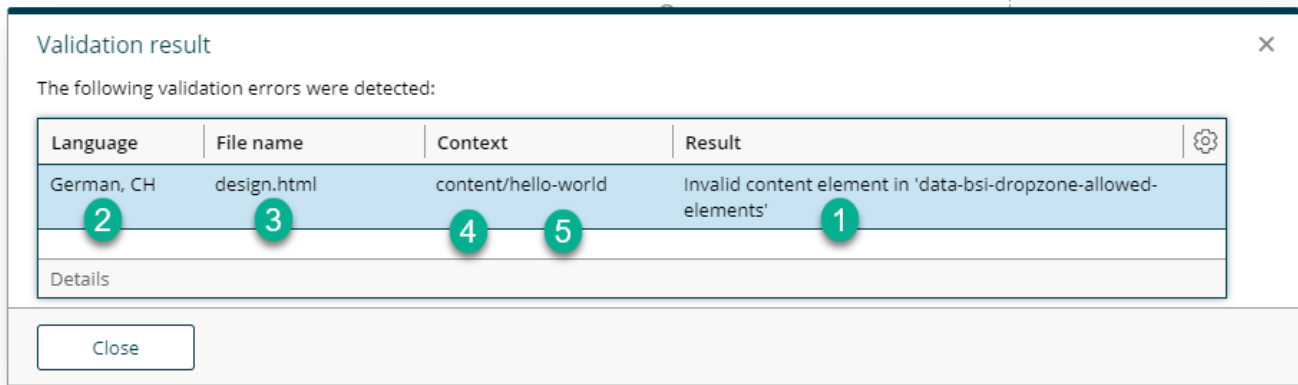 Validation result
The following validation errors were detected:
Language File name Context Result
German, CH design.html content/hello-world Invalid content element in 'data-bsi-dropzone-allowed-
elements'
2 3 4 5 1
Details
Close